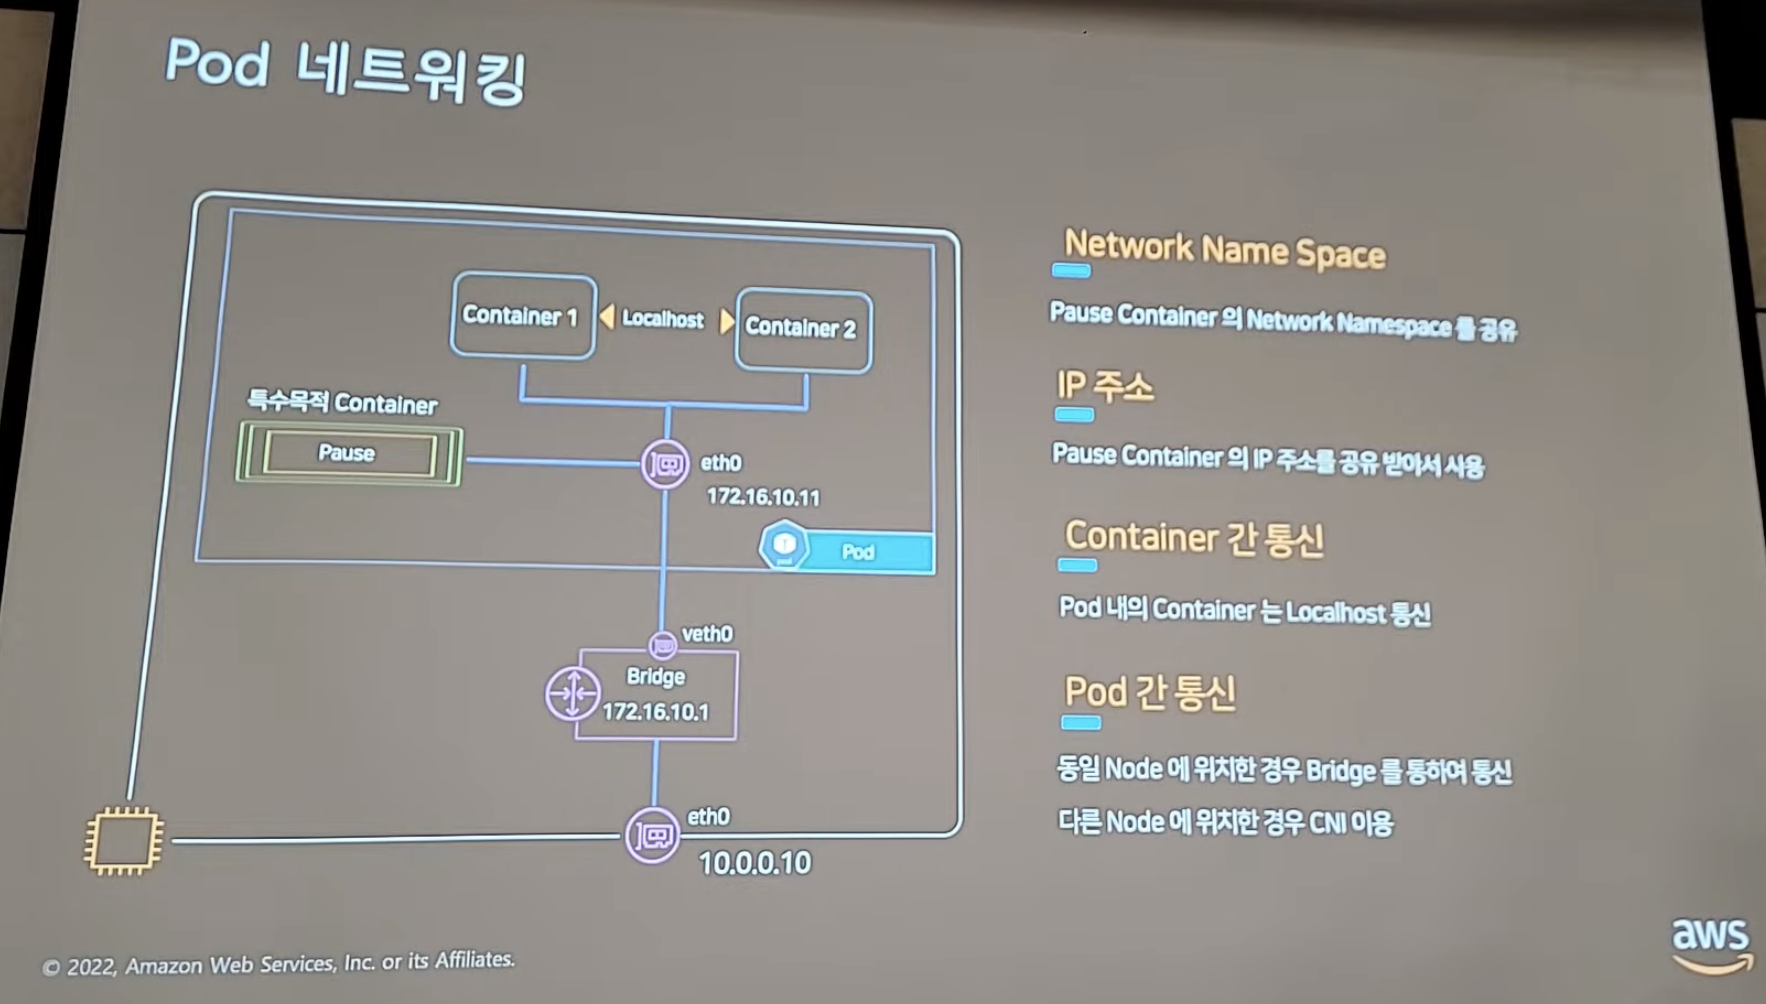 Pod 네트워킹
Container 1
Localhost
Container 2
특수목적 Container
Pause
eth0
172.16.10.11
Pod
veth0
Bridge
172.16.10.1
eth0
10.0.0.10
Network Name Space
Pause Container 의 Network Namespace 를 공유
IP 주소
Pause Container 의 IP 주소를 공유 받아서 사용
Container 간 통신
Pod 내의 Container 는 Localhost 통신
Pod 간 통신
동일 Node 에 위치한 경우 Bridge 를 통하여 통신
다른 Node 에 위치한 경우 CNI 이용
© 2022, Amazon Web Services, Inc. or its Affiliates.
aws